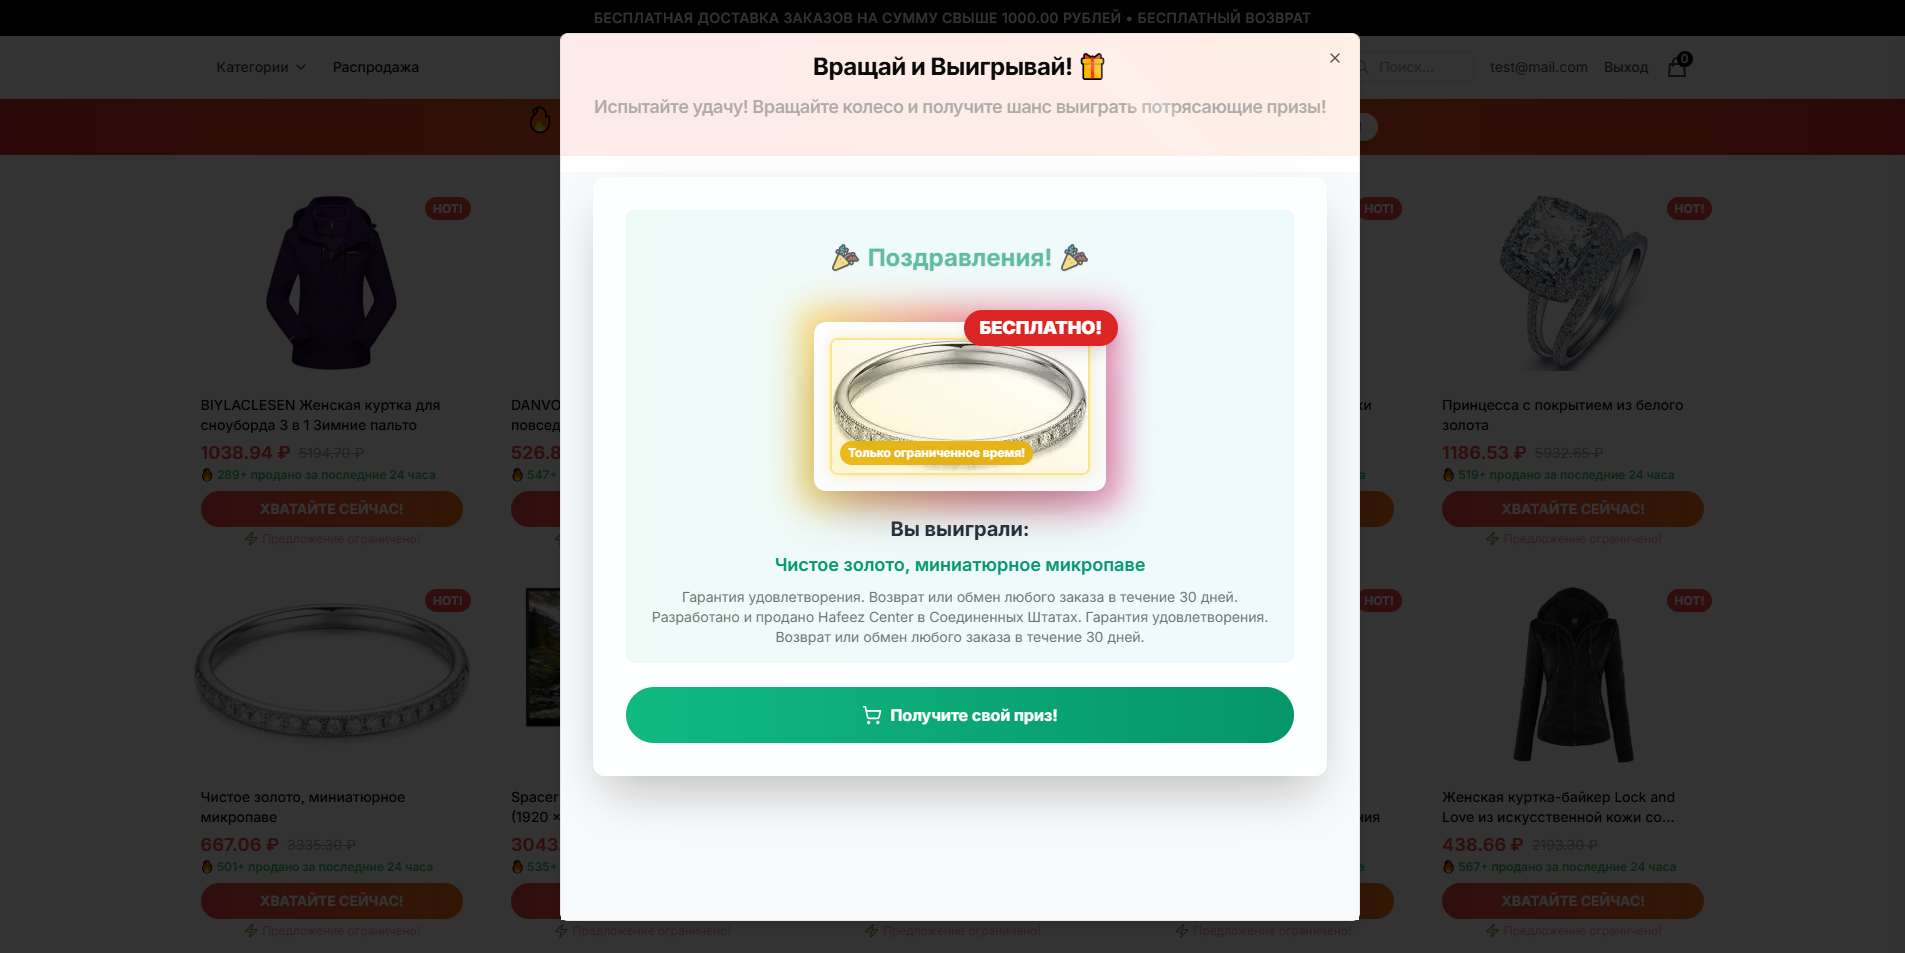 БЕСПЛАТНАЯ ДОСТАВКА ЗАКАЗОВ НА СУММУ СВЫШЕ 1000.00 РУБЛЕЙ • БЕСПЛАТНЫЙ ВОЗВРАТ
Категории
Распродажа
Поиск...
test@mail.com
Выход
0
Вращай и Выигрывай!
Испытайте удачу! Вращайте колесо и получите шанс выиграть потрясающие призы!
Поздравления!
БЕСПЛАТНО!
Только ограниченное время!
Вы выиграли:
Чистое золото, миниатюрное микропаве
Гарантия удовлетворения. Возврат или обмен любого заказа в течение 30 дней.
Разработано и продано Hafeez Center в Соединенных Штатах. Гарантия удовлетворения.
Возврат или обмен любого заказа в течение 30 дней.
Получите свой приз!
HOT!
BIYLACLESEN Женская куртка для
сноуборда 3 в 1 Зимние пальто
1038.94 ₽ 5194.70 ₽
289+ продано за последние 24 часа
ХВАТАЙТЕ СЕЙЧАС!
Предложение ограничено!
DANVO
повсед
526.8
547+
HOT!
HOT!
Принцесса с покрытием из белого
золота
1186.53 ₽ 5932.65 ₽
519+ продано за последние 24 часа
ХВАТАЙТЕ СЕЙЧАС!
Предложение ограничено!
HOT!
Чистое золото, миниатюрное
микропаве
667.06 ₽ 3335.30 ₽
501+ продано за последние 24 часа
ХВАТАЙТЕ СЕЙЧАС!
Предложение ограничено!
Spacer
(1920 ×
3043
535+
Предложение ограничено!
Предложение ограничено!
HOT!
ния
Предложение ограничено!
HOT!
Женская куртка-байкер Lock and
Love из искусственной кожи со...
438.66 ₽ 2193.30 ₽
567+ продано за последние 24 часа
ХВАТАЙТЕ СЕЙЧАС!
Предложение ограничено!